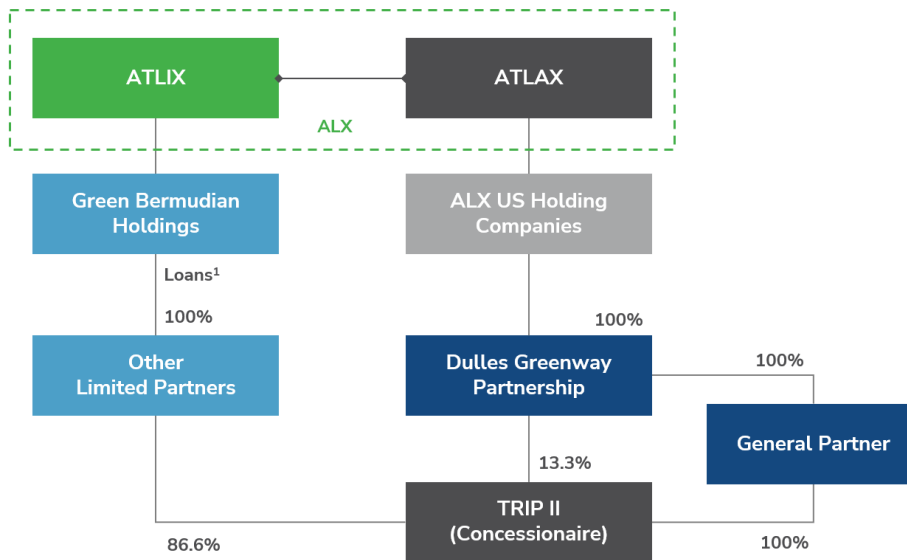 ATLIX
ATLAX
ALX
Green Bermudian
Holdings
ALX US Holding
Companies
Loans¹
100%
100%
Other
Limited Partners
Dulles Greenway
Partnership
100%
General Partner
13.3%
TRIP II
(Concessionaire)
86.6%
100%